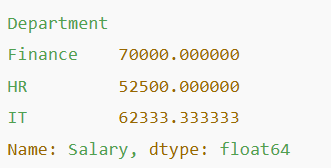 Department
Finance    70000.000000
HR         52500.000000
IT         62333.333333
Name: Salary, dtype: float64